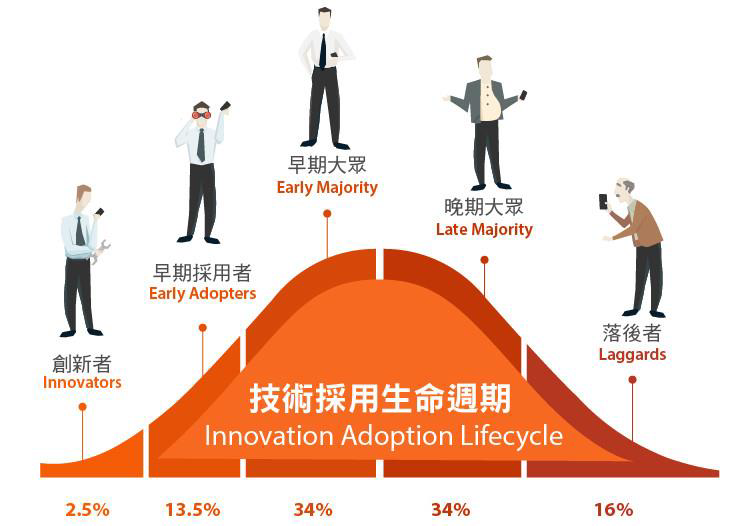 早期大眾
Early Majority
晚期大眾
Late Majority
早期採用者
Early Adopters
落後者
Laggards
創新者
Innovators
技術採用生命週期
Innovation Adoption Lifecycle
2.5%
13.5%
34%
34%
16%